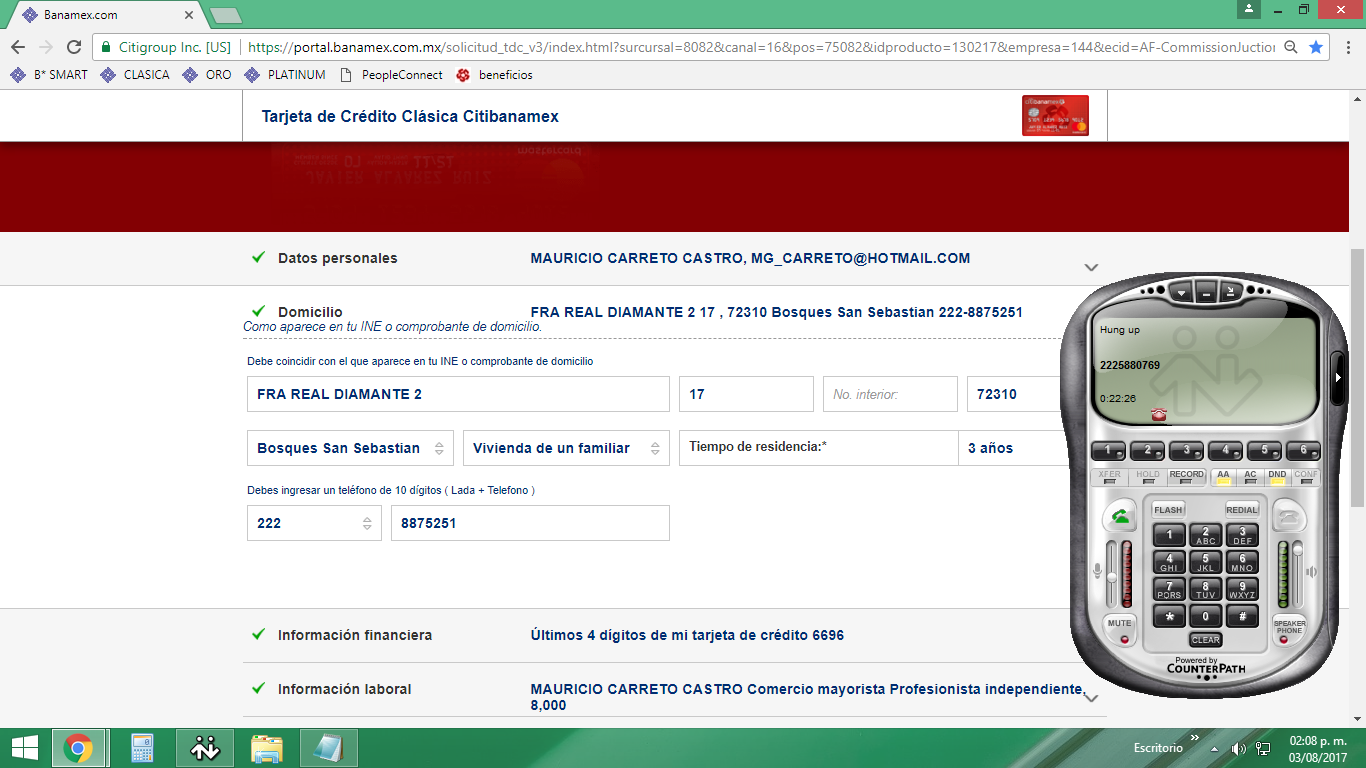 Banamex.com
Citigroup Inc. [US] https://portal.banamex.com.mx/solicitud_tdc_v3/index.html?surcursal=8082&canal=16&pos=75082&idproducto=130217&empresa=144&ecid=AF-CommissionJuctio
B* SMART CLASICA ORO PLATINUM PeopleConnect beneficios
Tarjeta de Crédito Clásica Citibanamex
Datos personales MAURICIO CARRETO CASTRO, MG_CARRETO@HOTMAIL.COM
Domicilio FRA REAL DIAMANTE 2 17 , 72310 Bosques San Sebastian 222-8875251
Como aparece en tu INE o comprobante de domicilio.
Debe coincidir con el que aparece en tu INE o comprobante de domicilio
FRA REAL DIAMANTE 2 17 No. interior: 72310
Bosques San Sebastian Vivienda de un familiar Tiempo de residencia:* 3 años
Debes ingresar un teléfono de 10 dígitos ( Lada + Telefono )
222 8875251
Información financiera Últimos 4 dígitos de mi tarjeta de crédito 6696
Información laboral MAURICIO CARRETO CASTRO Comercio mayorista Profesionista independiente,
8,000
Hung up
2225880769
0:22:26
1 2 3 4 5 6
XFER HOLD RECORD AA AC DND CONF
FLASH REDIAL
1 2 ABC 3 DEF
4 GHI 5 JKL 6 MNO
7 PQRS 8 TUV 9 WXYZ
* 0 #
MUTE CLEAR SPEAKER PHONE
Powered by
COUNTERPATH
Escritorio 02:08 p. m.
03/08/2017